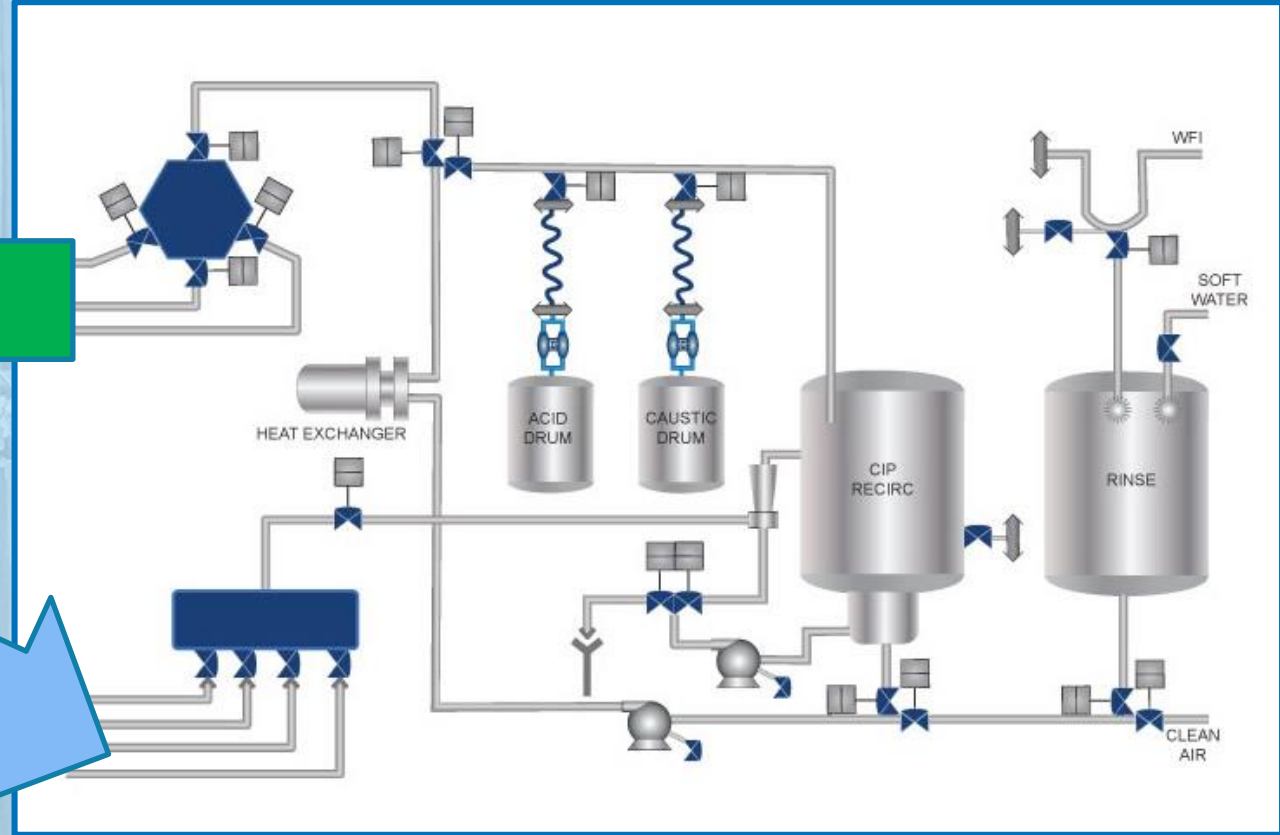 WFI
SOFT
WATER
HEAT EXCHANGER
ACID
DRUM
CAUSTIC
DRUM
CIP
RECIRC
RINSE
CLEAN
AIR